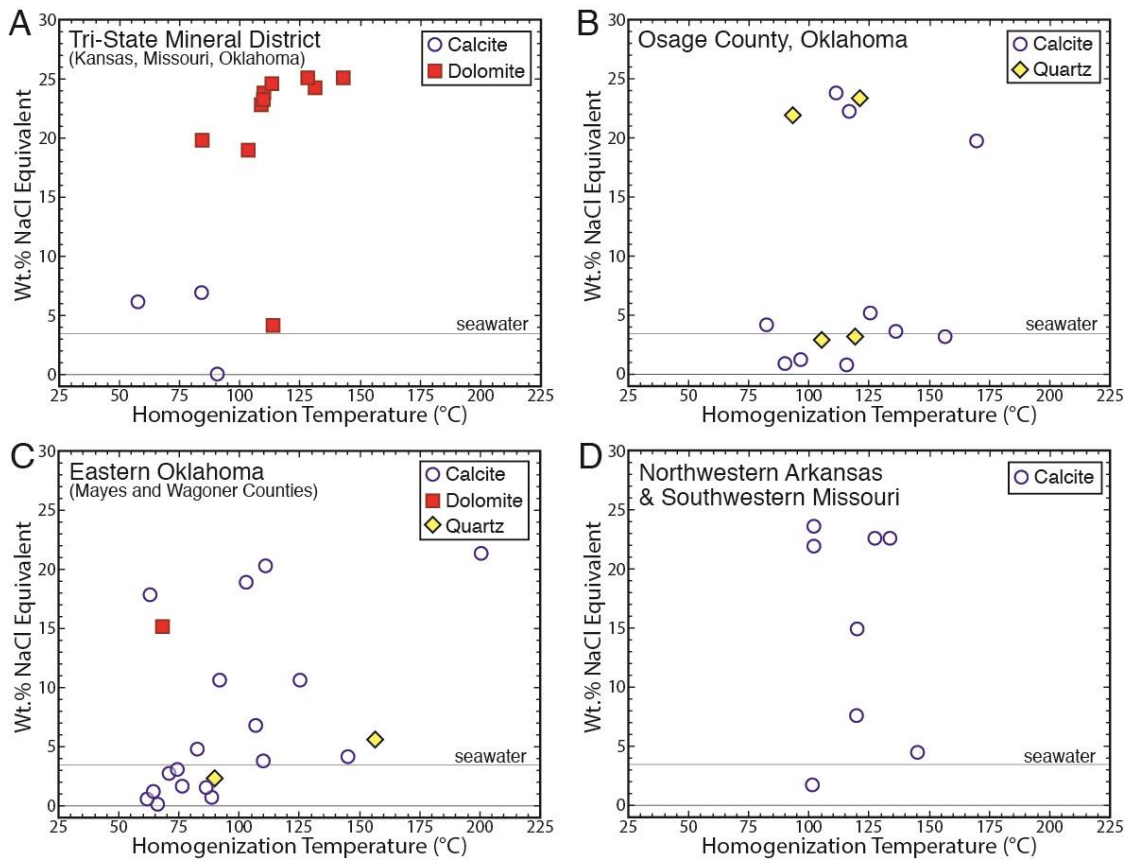 A
Tri-State Mineral District
(Kansas, Missouri, Oklahoma)
Calcite
Dolomite
Wt.% NaCl Equivalent
30
25
20
15
10
5
0
seawater
25 50 75 100 125 150 175 200 225
Homogenization Temperature (°C)
B
Osage County, Oklahoma
Calcite
Quartz
Wt.% NaCl Equivalent
30
25
20
15
10
5
0
seawater
25 50 75 100 125 150 175 200 225
Homogenization Temperature (°C)
C
Eastern Oklahoma
(Mayes and Wagoner Counties)
Calcite
Dolomite
Quartz
Wt.% NaCl Equivalent
30
25
20
15
10
5
0
seawater
25 50 75 100 125 150 175 200 225
Homogenization Temperature (°C)
D
Northwestern Arkansas
& Southwestern Missouri
Calcite
Wt.% NaCl Equivalent
30
25
20
15
10
5
0
seawater
25 50 75 100 125 150 175 200 225
Homogenization Temperature (°C)